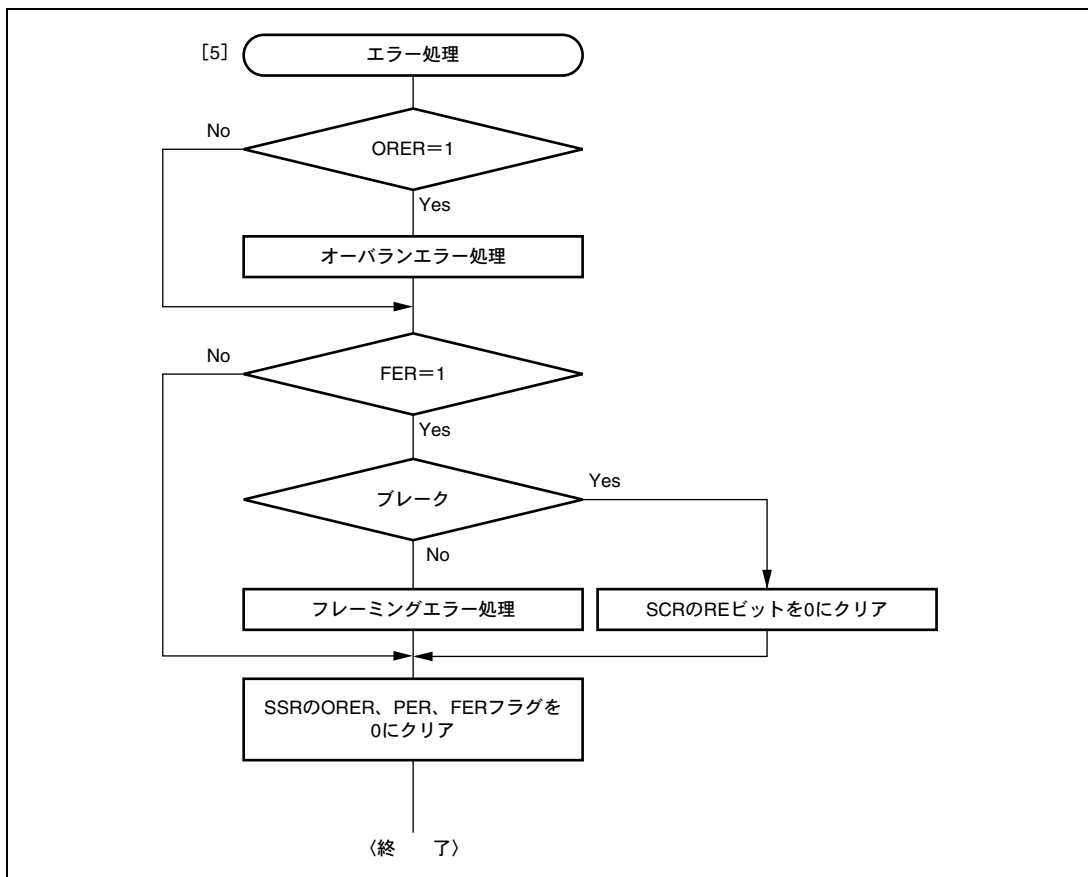 [5] エラー処理
No
ORER=1
Yes
オーバランエラー処理
No
FER=1
Yes
ブレーク
Yes
No
フレーミングエラー処理
SCRのREビットを0にクリア
SSRのORER、PER、FERフラグを
0にクリア
〈終　　了〉